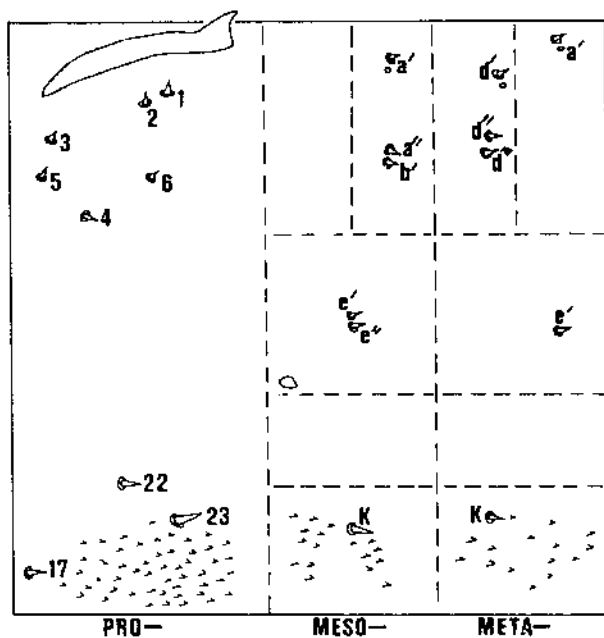 a′ d′ a′
1
2
3 d″
a″
5 6 b′ d‴
4
e′ e′
e″
22
23 K K
17
PRO— MESO— META—